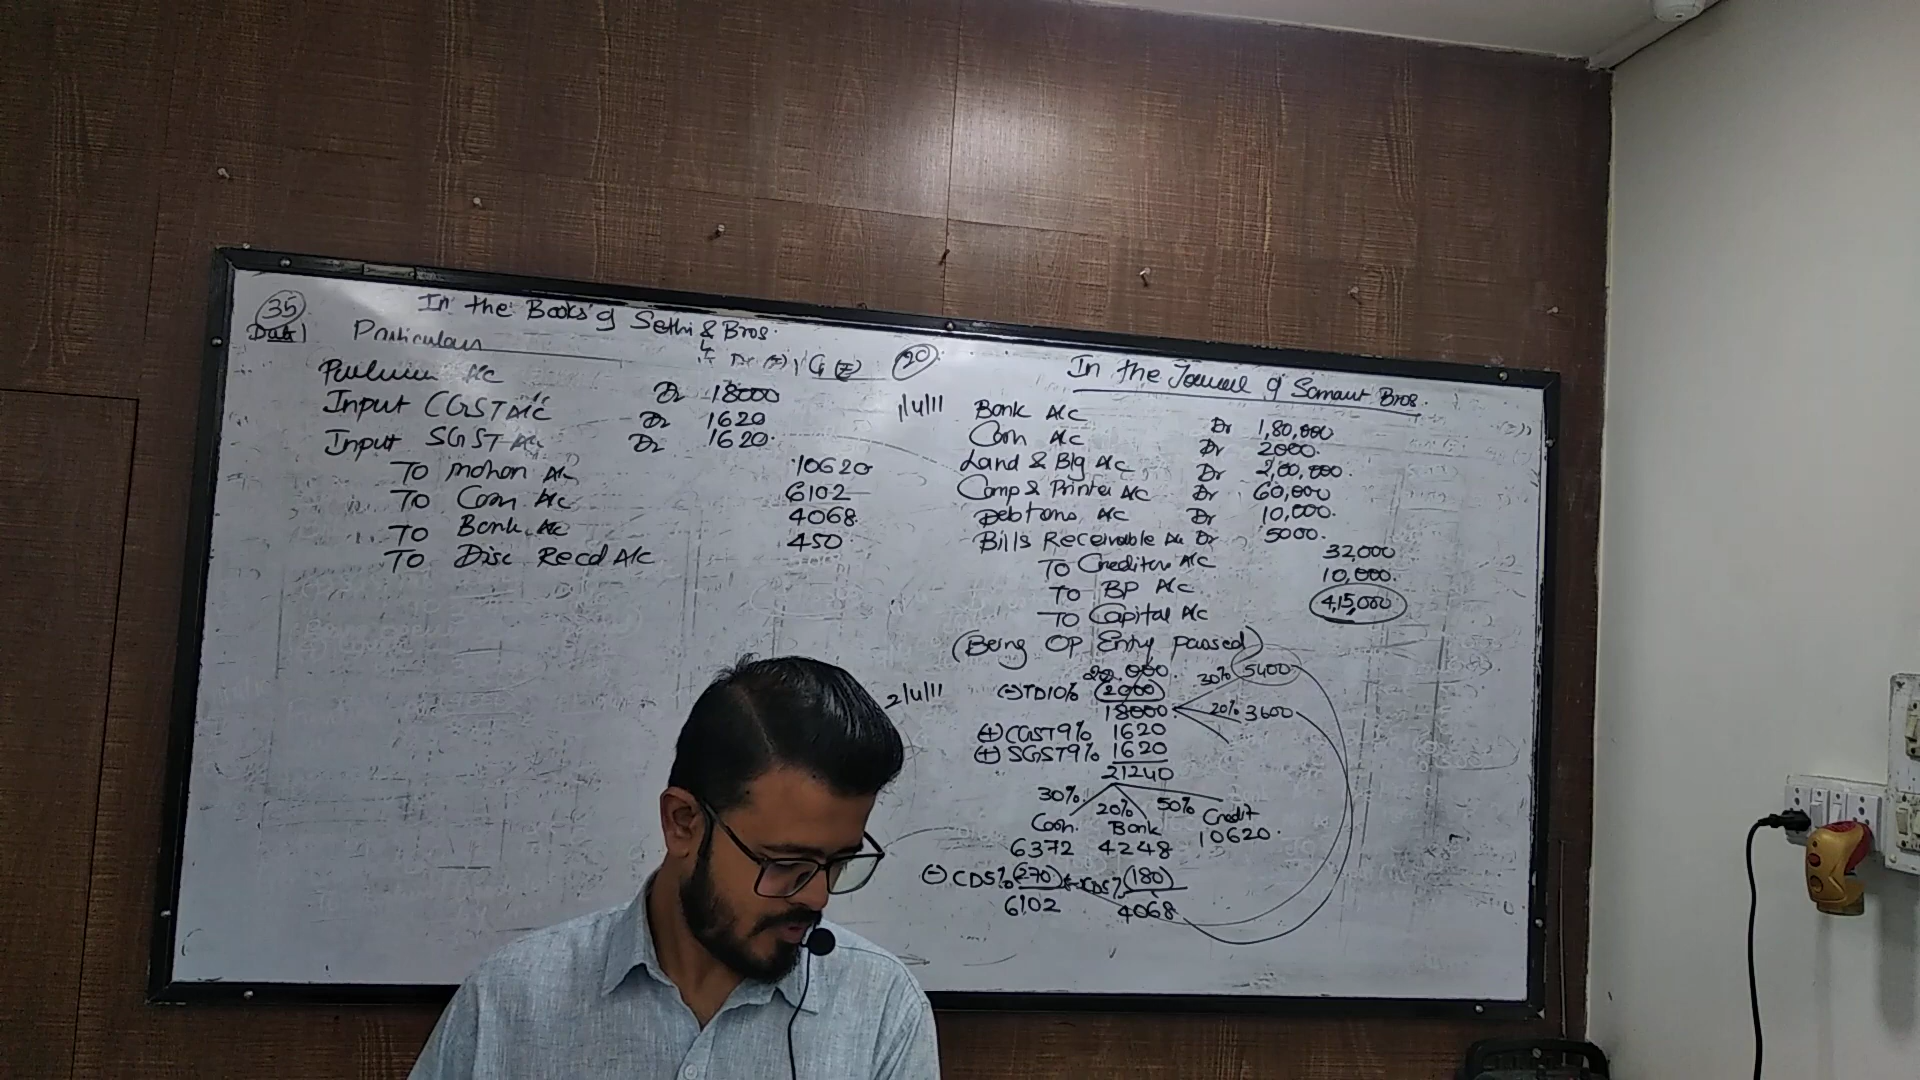 35
In the Books of Sethi & Bros.
Date Particulars L.F Dr (₹) Cr (₹)
A/c Dr 18000
Input CGST A/c Dr 1620
Input SGST A/c Dr 1620.
To Mohan A/c 10620
To Cash A/c 6102
To Bank A/c 4068
To Disc Recd A/c 450
20
In the Journal of Bros.
1/4/11 Bank A/c Dr 1,80,000
Cash A/c Dr 2000.
Land & Blg A/c Dr 2,00,000.
Comp & Printer A/c Dr 60,000
Debtors A/c Dr 10,000.
Bills Receivable A/c Dr 5000.
To Creditors A/c 32,000
To BP A/c 10,000.
To Capital A/c 4,15,000
(Being Op Entry passed)
20,000.
2/4/11 (-) TD 10% 2000 30% 5400
18000 20% 3600
(+) CGST 9% 1620
(+) SGST 9% 1620
21240
30% 20% 50%
Cash Bank Credit
6372 4248 10620.
(-) CD 5% 270 (-) CD 5% 180
6102 4068